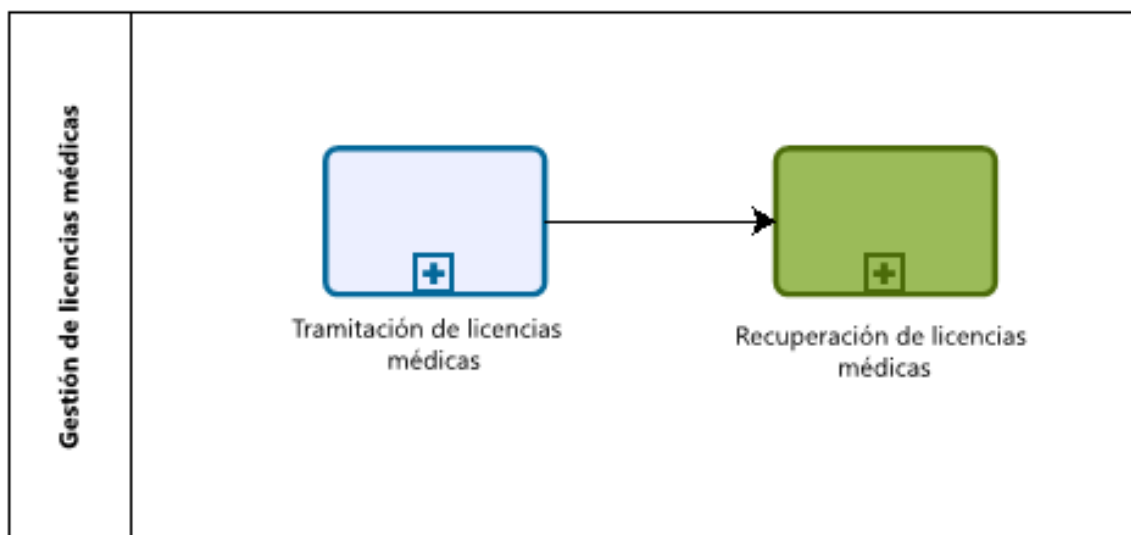 Gestión de licencias médicas
Tramitación de licencias
médicas
Recuperación de licencias
médicas